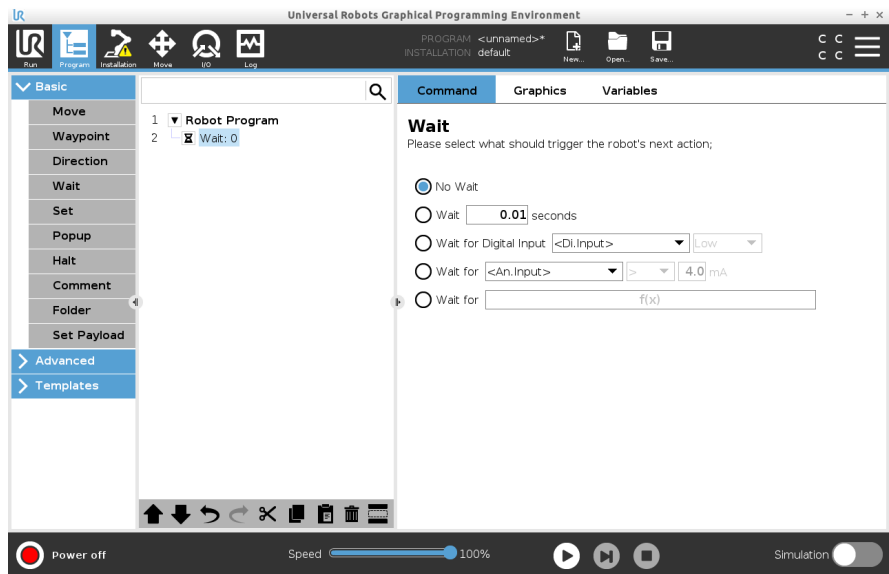 UR Universal Robots Graphical Programming Environment - + ×
UR
PROGRAM <unnamed>*
INSTALLATION default
C C
C C
Run Program Installation Move I/O Log New... Open... Save...
Basic
Move
Waypoint
Direction
Wait
Set
Popup
Halt
Comment
Folder
Set Payload
Advanced
Templates
1 Robot Program
2 Wait: 0
Command Graphics Variables
Wait
Please select what should trigger the robot's next action;
No Wait
Wait 0.01 seconds
Wait for Digital Input <Di.Input> Low
Wait for <An.Input> > 4.0 mA
Wait for f(x)
Power off Speed 100% Simulation